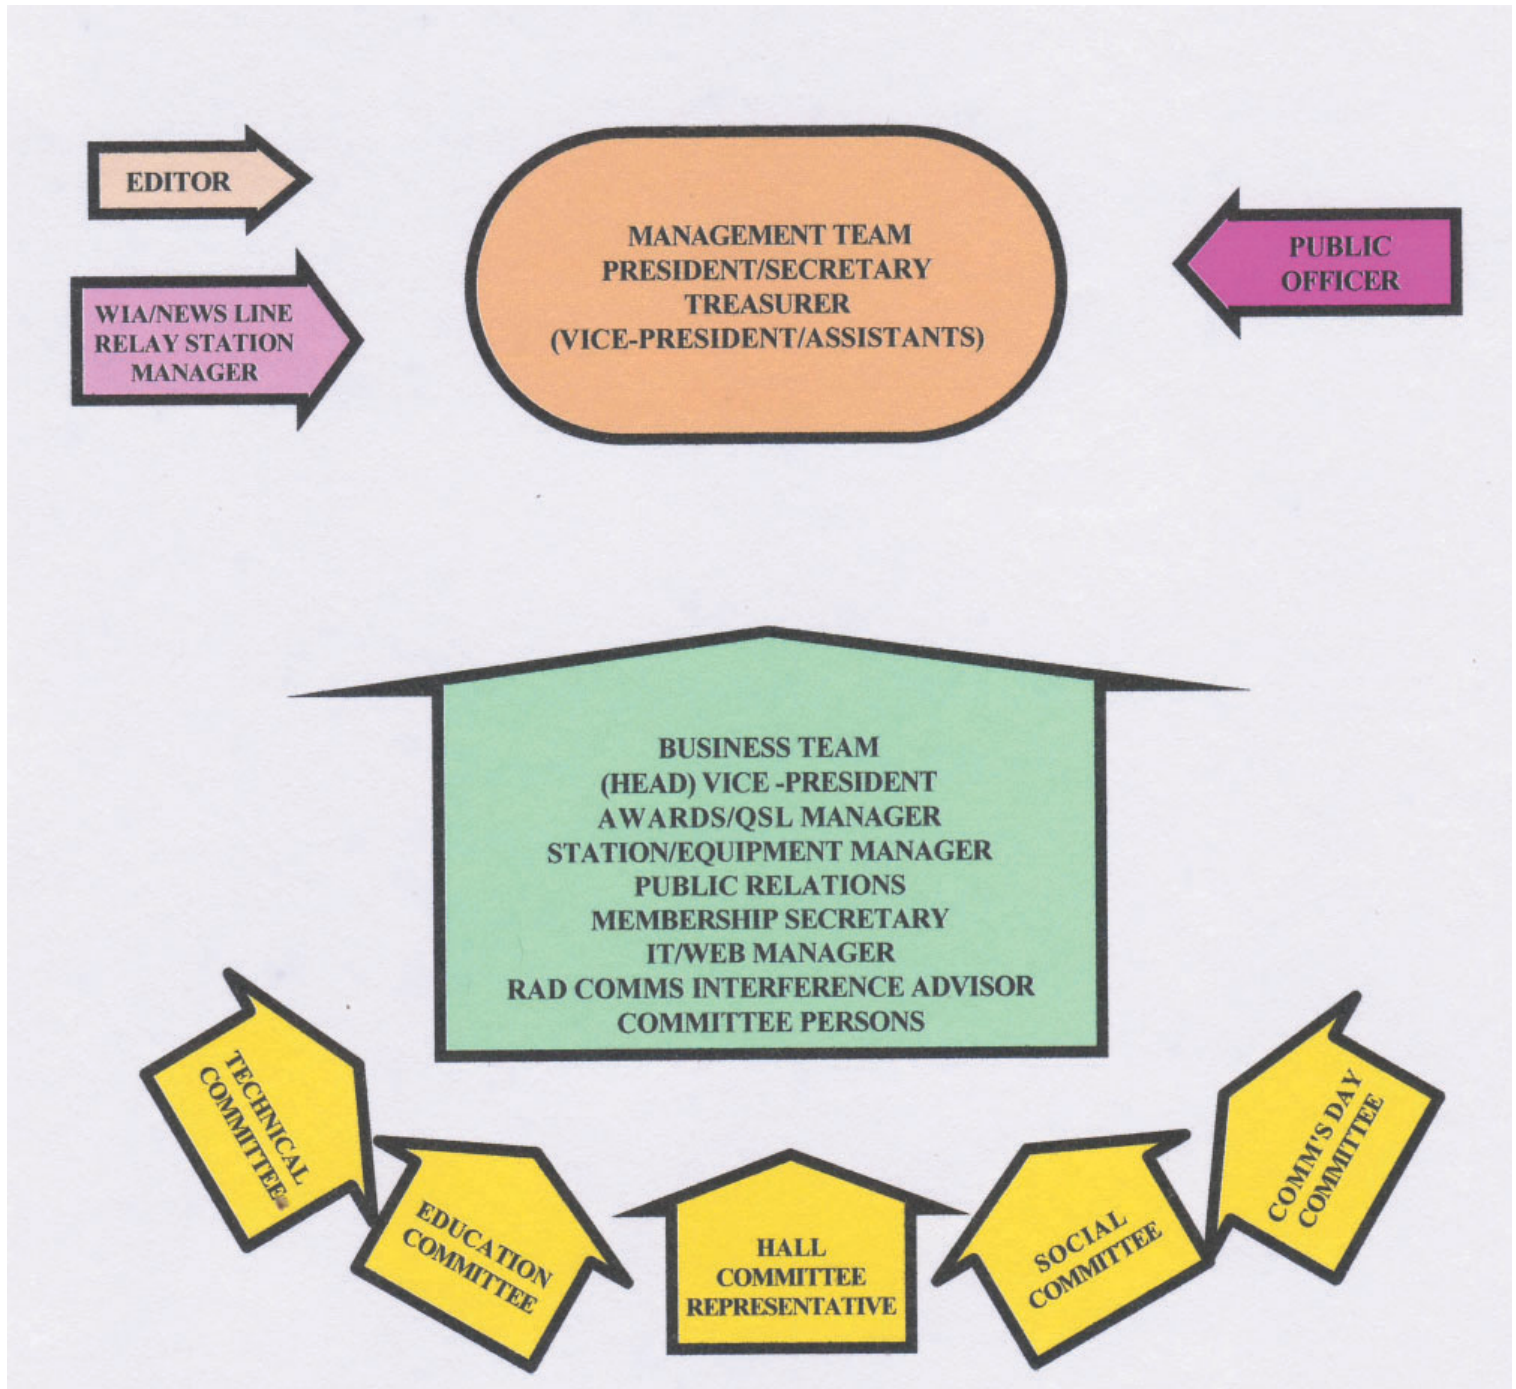 EDITOR
WIA/NEWS LINE
RELAY STATION
MANAGER
MANAGEMENT TEAM
PRESIDENT/SECRETARY
TREASURER
(VICE-PRESIDENT/ASSISTANTS)
PUBLIC
OFFICER
BUSINESS TEAM
(HEAD) VICE -PRESIDENT
AWARDS/QSL MANAGER
STATION/EQUIPMENT MANAGER
PUBLIC RELATIONS
MEMBERSHIP SECRETARY
IT/WEB MANAGER
RAD COMMS INTERFERENCE ADVISOR
COMMITTEE PERSONS
TECHNICAL
COMMITTEE
EDUCATION
COMMITTEE
HALL
COMMITTEE
REPRESENTATIVE
SOCIAL
COMMITTEE
COMM'S DAY
COMMITTEE